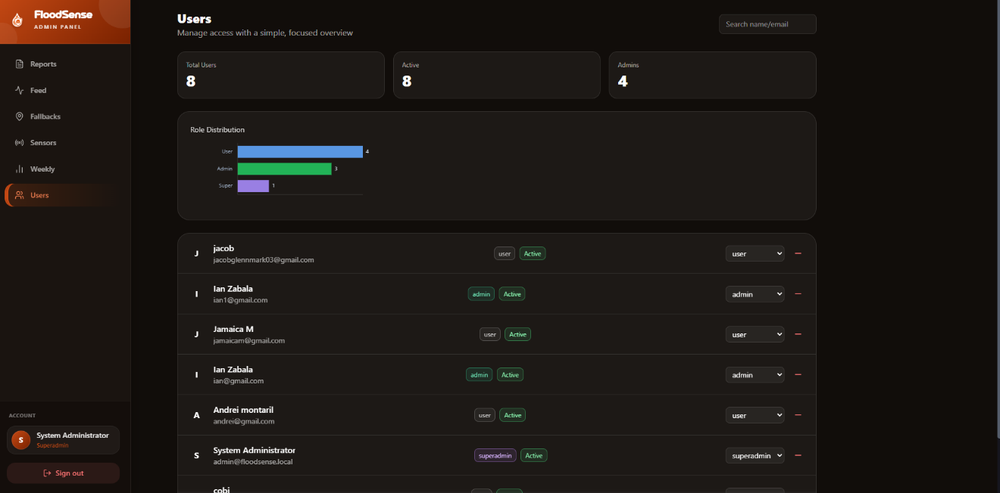 FloodSense
ADMIN PANEL
Reports
Feed
Fallbacks
Sensors
Weekly
Users
ACCOUNT
S
System Administrator
Superadmin
Sign out
Users
Manage access with a simple, focused overview
Search name/email
Total Users
8
Active
8
Admins
4
Role Distribution
User 4
Admin 3
Super 1
J jacob user Active user
jacobglennmark03@gmail.com
I Ian Zabala admin Active admin
ian1@gmail.com
J Jamaica M user Active user
jamaicam@gmail.com
I Ian Zabala admin Active admin
ian@gmail.com
A Andrei montaril user Active user
andrei@gmail.com
S System Administrator superadmin Active superadmin
admin@floodsense.local
cobi